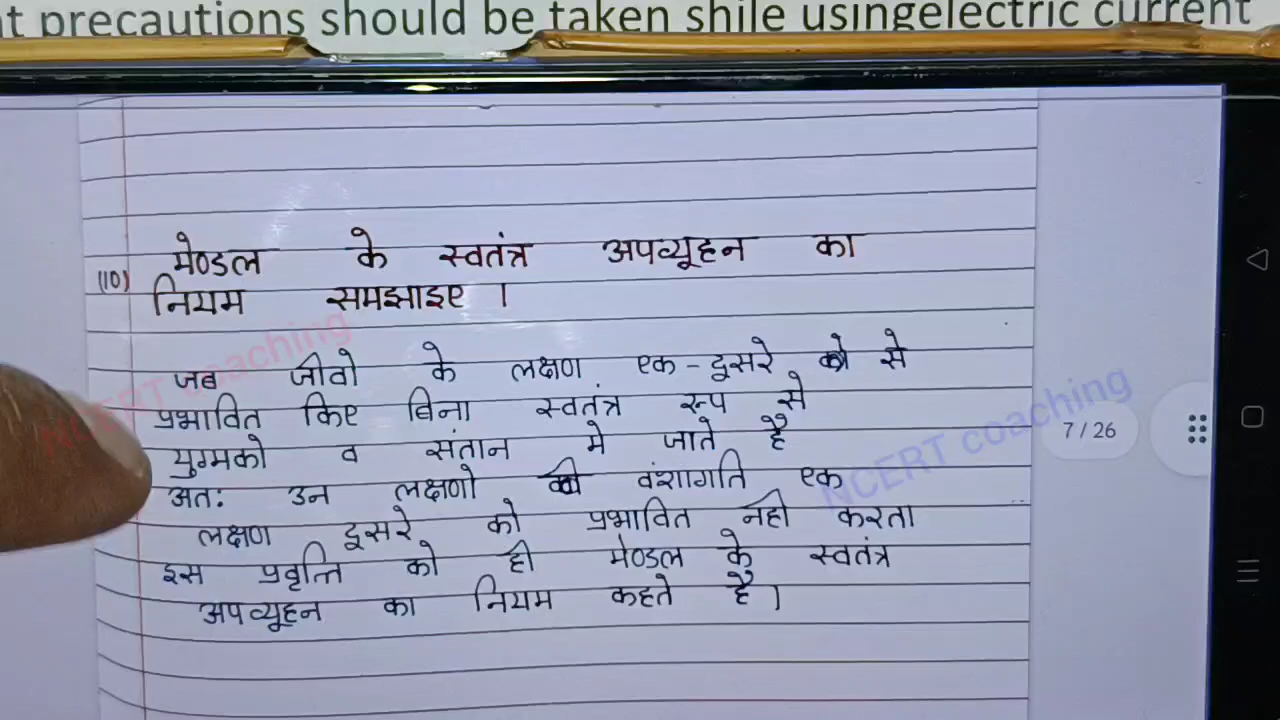 t precautions should be taken shile usingelectric current
(10) मेण्डल के स्वतंत्र अपव्यूहन का
नियम समझाइए ।
जब जीवो के लक्षण एक-दूसरे से
प्रभावित किए बिना स्वतंत्र रूप से
युग्मको व संतान मे जाते है
अतः उन लक्षणो की वंशागति एक
लक्षण दूसरे को प्रभावित नही करता
इस प्रवृत्ति को ही मेण्डल के स्वतंत्र
अपव्यूहन का नियम कहते है।
NCERT coaching
NCERT coaching
7/26